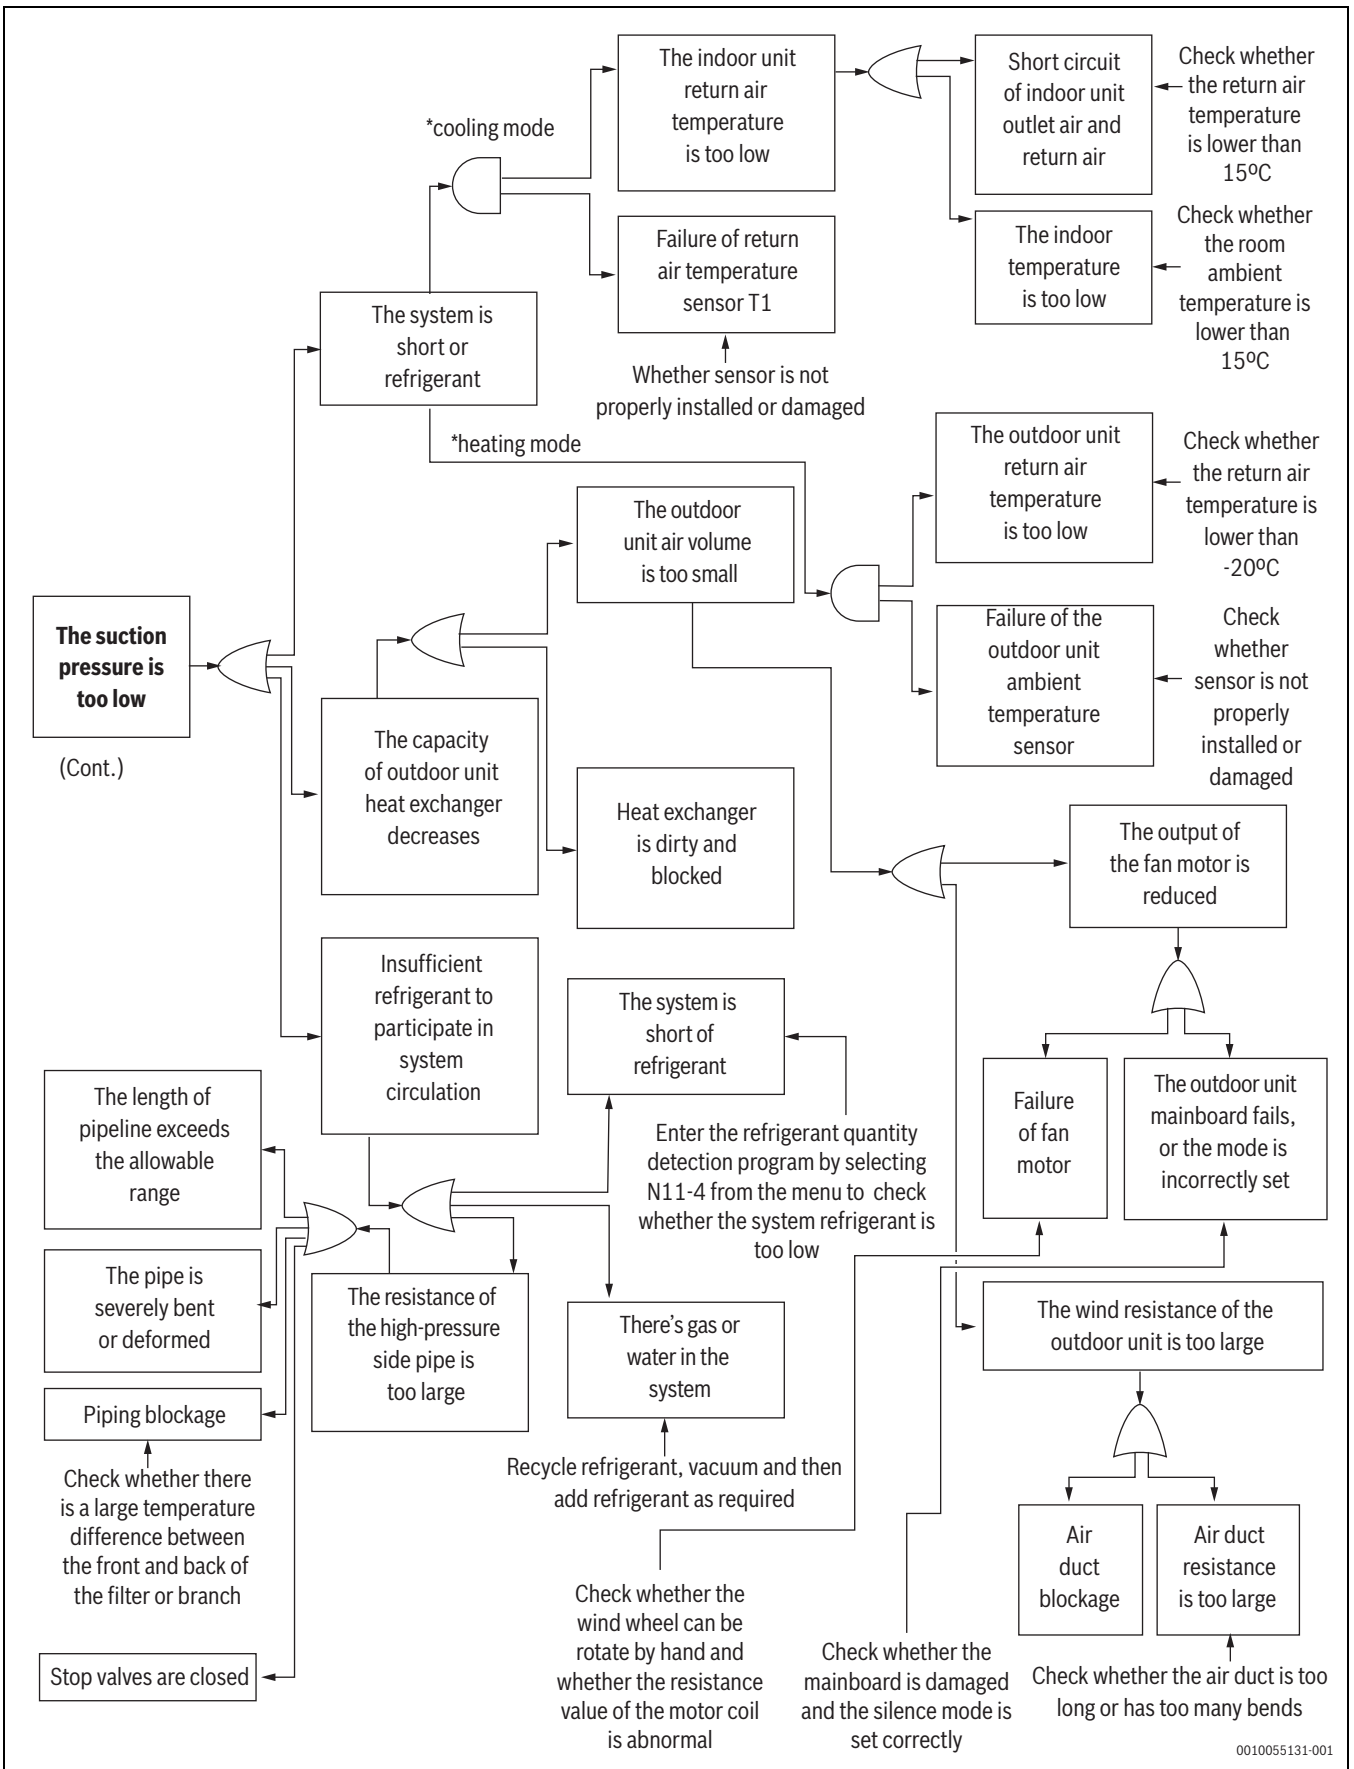 The indoor unit
return air
temperature
is too low
Short circuit
of indoor unit
outlet air and
return air
Check whether
the return air
temperature
is lower than
15ºC
*cooling mode
Failure of return
air temperature
sensor T1
The indoor
temperature
is too low
Check whether
the room
ambient
temperature is
lower than
15ºC
The system is
short or
refrigerant
Whether sensor is not
properly installed or damaged
*heating mode
The outdoor unit
return air
temperature
is too low
Check whether
the return air
temperature is
lower than
-20ºC
The outdoor
unit air volume
is too small
The suction
pressure is
too low
(Cont.)
Failure of the
outdoor unit
ambient
temperature
sensor
Check
whether
sensor is not
properly
installed or
damaged
The capacity
of outdoor unit
heat exchanger
decreases
Heat exchanger
is dirty and
blocked
The output of
the fan motor is
reduced
Insufficient
refrigerant to
participate in
system
circulation
The system is
short of
refrigerant
Failure
of fan
motor
The outdoor unit
mainboard fails,
or the mode is
incorrectly set
The length of
pipeline exceeds
the allowable
range
Enter the refrigerant quantity
detection program by selecting
N11-4 from the menu to  check
whether the system refrigerant is
too low
The pipe is
severely bent
or deformed
The resistance of
the high-pressure
side pipe is
too large
There's gas or
water in the
system
The wind resistance of the
outdoor unit is too large
Piping blockage
Check whether there
is a large temperature
difference between
the front and back of
the filter or branch
Recycle refrigerant, vacuum and then
add refrigerant as required
Air
duct
blockage
Air duct
resistance
is too large
Stop valves are closed
Check whether the
wind wheel can be
rotate by hand and
whether the resistance
value of the motor coil
is abnormal
Check whether the
mainboard is damaged
and the silence mode is
set correctly
Check whether the air duct is too
long or has too many bends
0010055131-001